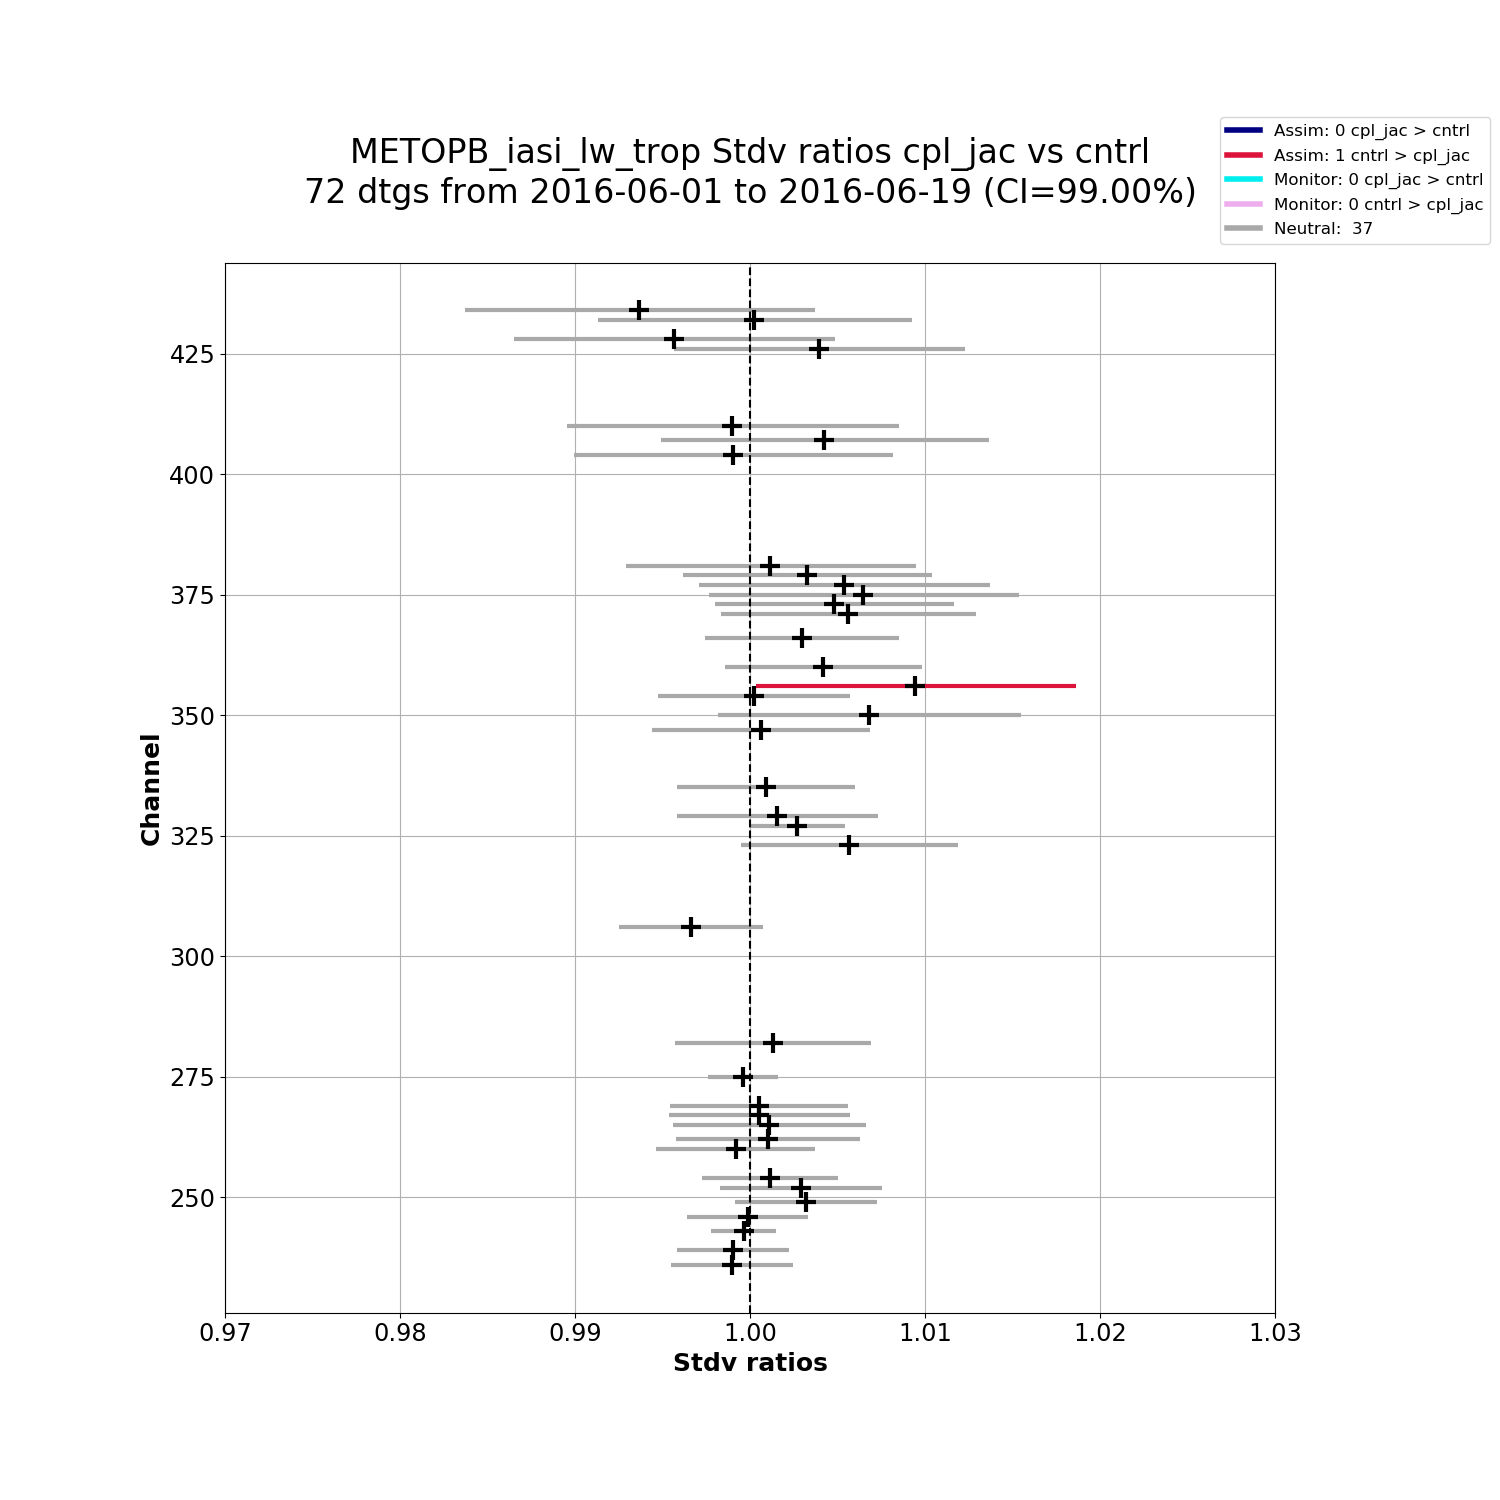 METOPB_iasi_lw_trop Stdv ratios cpl_jac vs cntrl
72 dtgs from 2016-06-01 to 2016-06-19 (CI=99.00%)
Assim: 0 cpl_jac > cntrl
Assim: 1 cntrl > cpl_jac
Monitor: 0 cpl_jac > cntrl
Monitor: 0 cntrl > cpl_jac
Neutral:  37
425
400
375
350
325
300
275
250
Channel
0.97 0.98 0.99 1.00 1.01 1.02 1.03
Stdv ratios